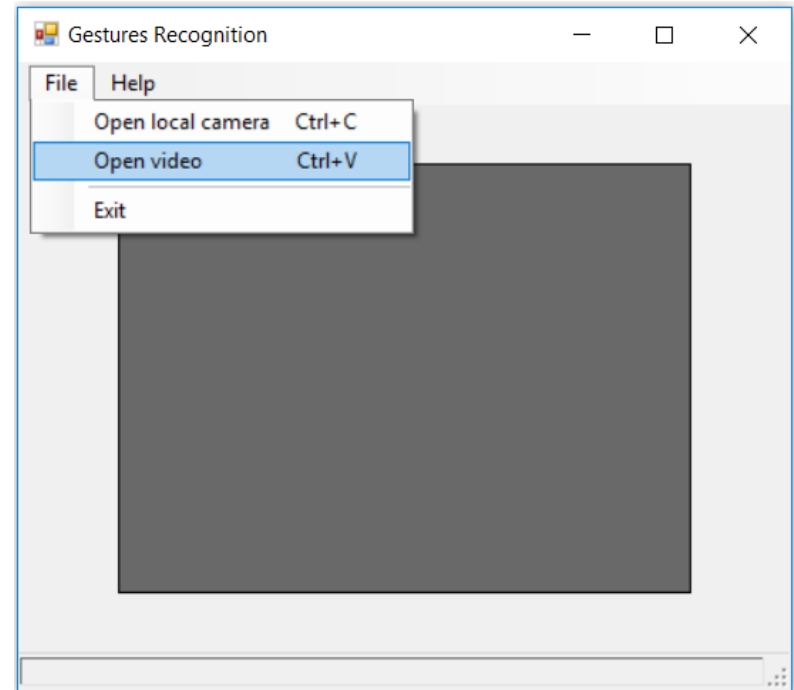 Gestures Recognition
File Help
Open local camera Ctrl+C
Open video Ctrl+V
Exit